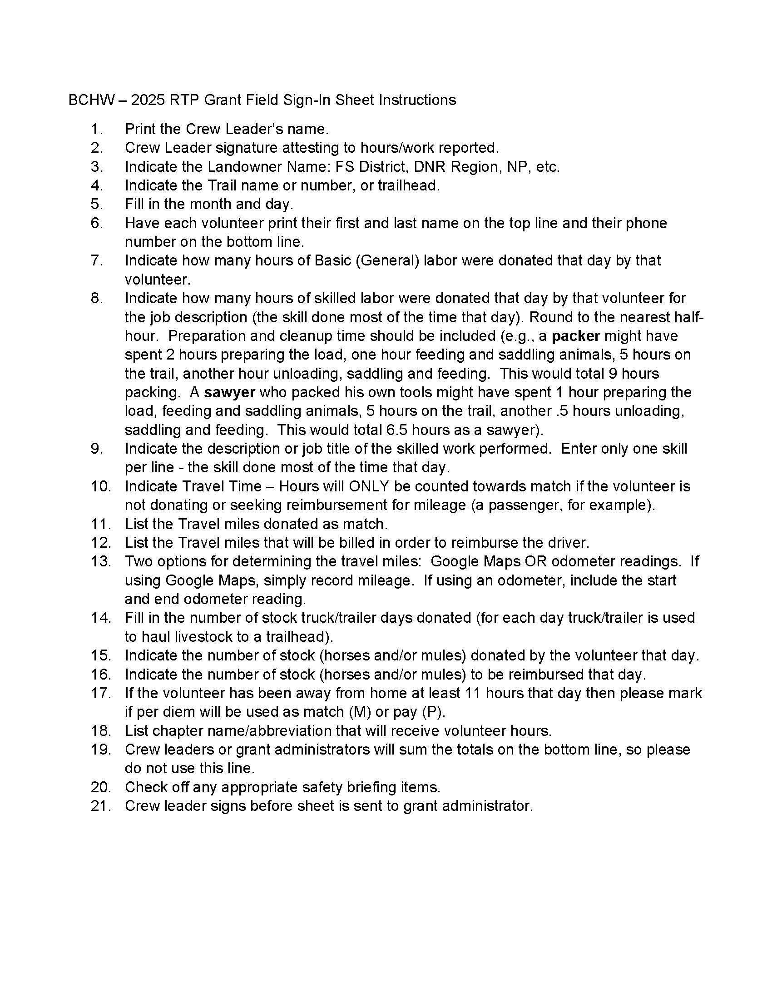 BCHW – 2025 RTP Grant Field Sign-In Sheet Instructions
1. Print the Crew Leader’s name.
2. Crew Leader signature attesting to hours/work reported.
3. Indicate the Landowner Name: FS District, DNR Region, NP, etc.
4. Indicate the Trail name or number, or trailhead.
5. Fill in the month and day.
6. Have each volunteer print their first and last name on the top line and their phone
number on the bottom line.
7. Indicate how many hours of Basic (General) labor were donated that day by that
volunteer.
8. Indicate how many hours of skilled labor were donated that day by that volunteer for
the job description (the skill done most of the time that day). Round to the nearest half-
hour.  Preparation and cleanup time should be included (e.g., a packer might have
spent 2 hours preparing the load, one hour feeding and saddling animals, 5 hours on
the trail, another hour unloading, saddling and feeding.  This would total 9 hours
packing.  A sawyer who packed his own tools might have spent 1 hour preparing the
load, feeding and saddling animals, 5 hours on the trail, another .5 hours unloading,
saddling and feeding.  This would total 6.5 hours as a sawyer).
9. Indicate the description or job title of the skilled work performed.  Enter only one skill
per line - the skill done most of the time that day.
10. Indicate Travel Time – Hours will ONLY be counted towards match if the volunteer is
not donating or seeking reimbursement for mileage (a passenger, for example).
11. List the Travel miles donated as match.
12. List the Travel miles that will be billed in order to reimburse the driver.
13. Two options for determining the travel miles:  Google Maps OR odometer readings.  If
using Google Maps, simply record mileage.  If using an odometer, include the start
and end odometer reading.
14. Fill in the number of stock truck/trailer days donated (for each day truck/trailer is used
to haul livestock to a trailhead).
15. Indicate the number of stock (horses and/or mules) donated by the volunteer that day.
16. Indicate the number of stock (horses and/or mules) to be reimbursed that day.
17. If the volunteer has been away from home at least 11 hours that day then please mark
if per diem will be used as match (M) or pay (P).
18. List chapter name/abbreviation that will receive volunteer hours.
19. Crew leaders or grant administrators will sum the totals on the bottom line, so please
do not use this line.
20. Check off any appropriate safety briefing items.
21. Crew leader signs before sheet is sent to grant administrator.